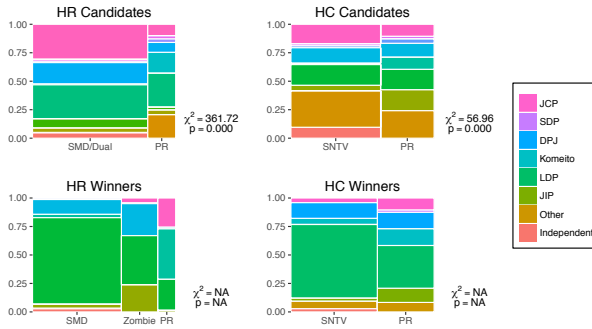 HR Candidates
1.00
0.75
0.50
0.25
0.00
SMD/Dual PR
χ² = 361.72
p = 0.000
HC Candidates
1.00
0.75
0.50
0.25
0.00
SNTV PR
χ² = 56.96
p = 0.000
HR Winners
1.00
0.75
0.50
0.25
0.00
SMD Zombie PR
χ² = NA
p = NA
HC Winners
1.00
0.75
0.50
0.25
0.00
SNTV PR
χ² = NA
p = NA
JCP
SDP
DPJ
Komeito
LDP
JIP
Other
Independent